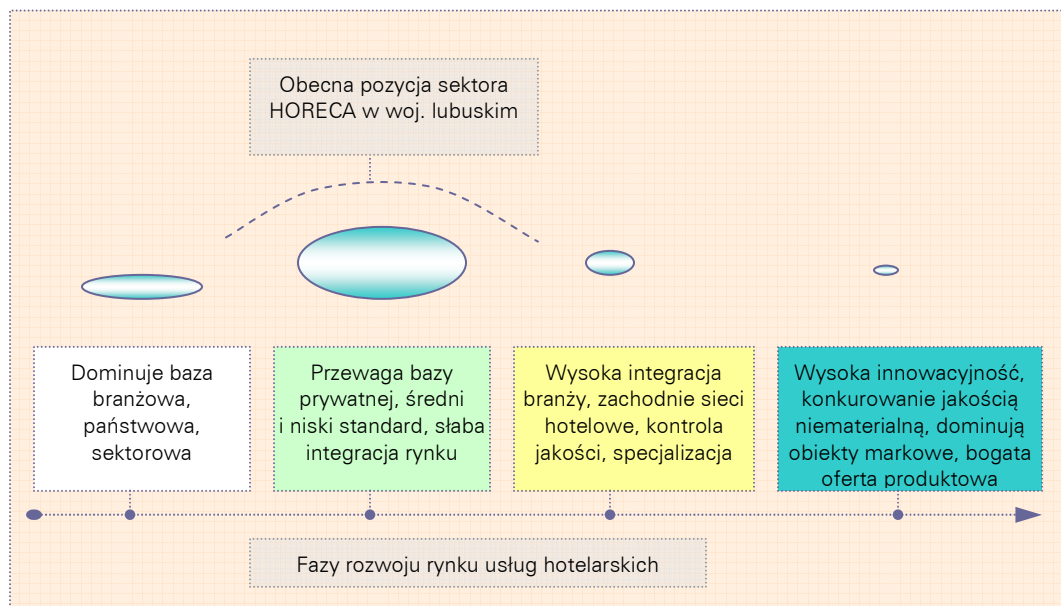 Obecna pozycja sektora
HORECA w woj. lubuskim
Dominuje baza
branżowa,
państwowa,
sektorowa
Przewaga bazy
prywatnej, średni
i niski standard, słaba
integracja rynku
Wysoka integracja
branży, zachodnie sieci
hotelowe, kontrola
jakości, specjalizacja
Wysoka innowacyjność,
konkurowanie jakością
niematerialną, dominują
obiekty markowe, bogata
oferta produktowa
Fazy rozwoju rynku usług hotelarskich